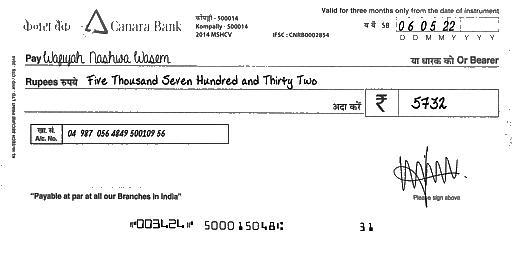 Valid for three months only from the date of instrument
केनरा बैंक Canara Bank
कोंपल्ली - 500014
Kompally - 500014
2014 MSHCV
IFSC : CNRB0002854
SB 06 05 22
D D M M Y Y Y Y
Pay Wajiyah Nashwa Wasem या धारक को Or Bearer
Rupees रुपये Five Thousand Seven Hundred and Thirty Two
अदा करें ₹ 5732
खा. सं.
A/c. No. 04 987 056 4849 500109 56
Please sign above
"Payable at par at all our Branches in India"
⑈003424⑈ 500015048⑆ 31